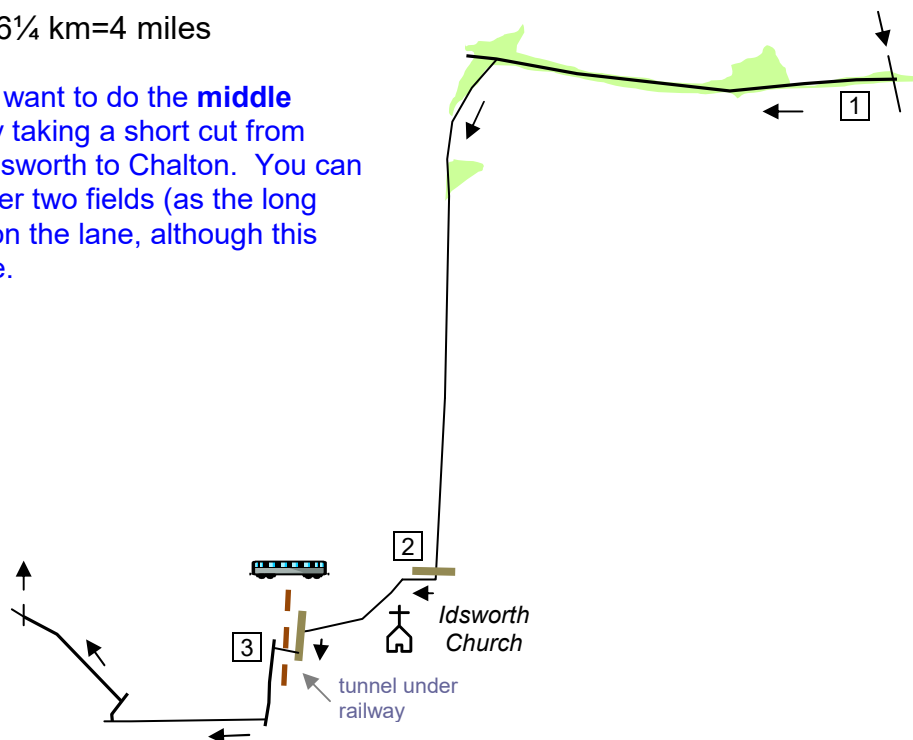 6¼ km=4 miles
want to do the middle
taking a short cut from
sworth to Chalton. You can
er two fields (as the long
on the lane, although this
1
2
Idsworth
Church
3
tunnel under
railway